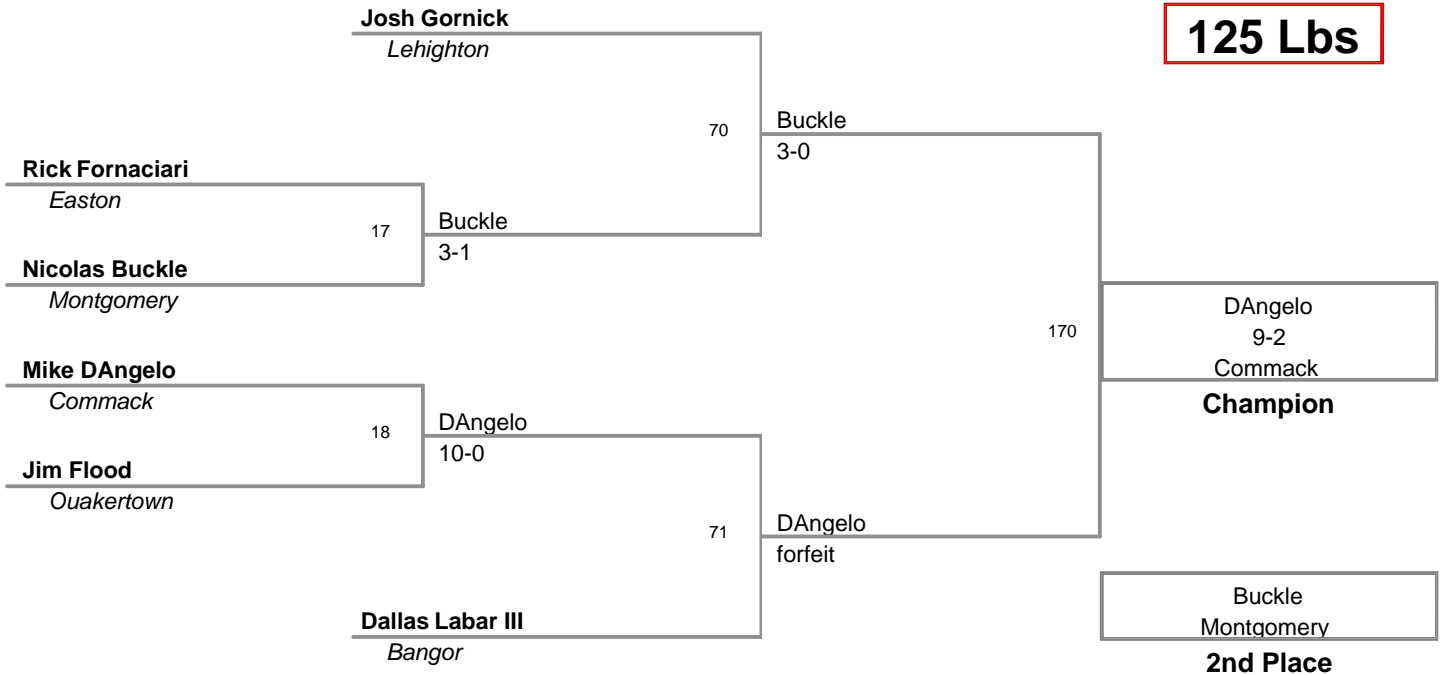 Josh Gornick
Lehighton
125 Lbs
70
Buckle
3-0
Rick Fornaciari
Easton
17
Buckle
3-1
Nicolas Buckle
Montgomery
170
DAngelo
9-2
Commack
Champion
Mike DAngelo
Commack
18
DAngelo
10-0
Jim Flood
Ouakertown
71
DAngelo
forfeit
Dallas Labar III
Bangor
Buckle
Montgomery
2nd Place